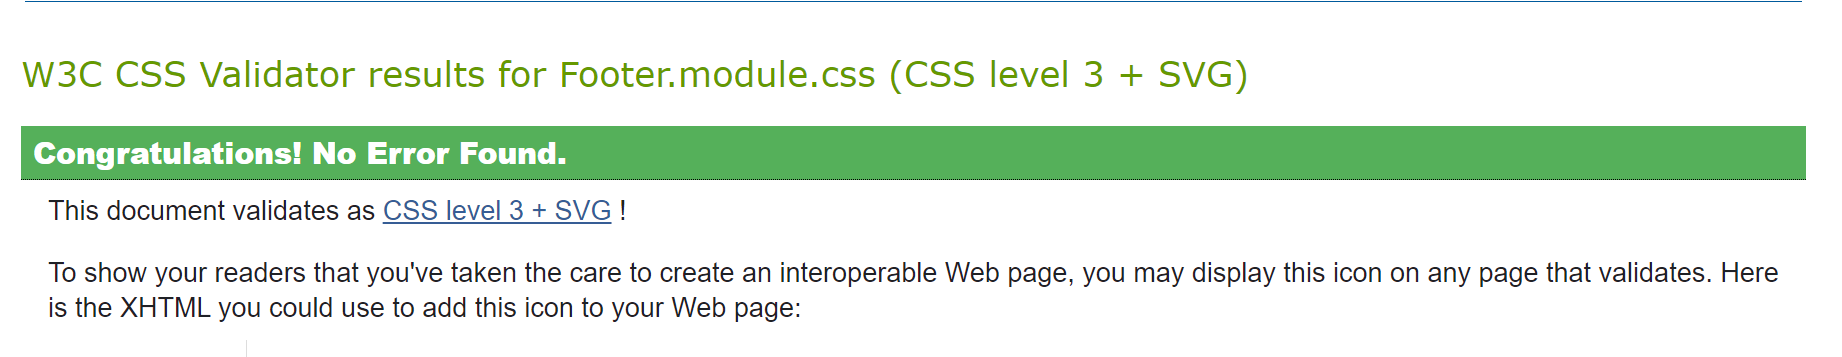 W3C CSS Validator results for Footer.module.css (CSS level 3 + SVG)
Congratulations! No Error Found.
This document validates as CSS level 3 + SVG !
To show your readers that you've taken the care to create an interoperable Web page, you may display this icon on any page that validates. Here
is the XHTML you could use to add this icon to your Web page: